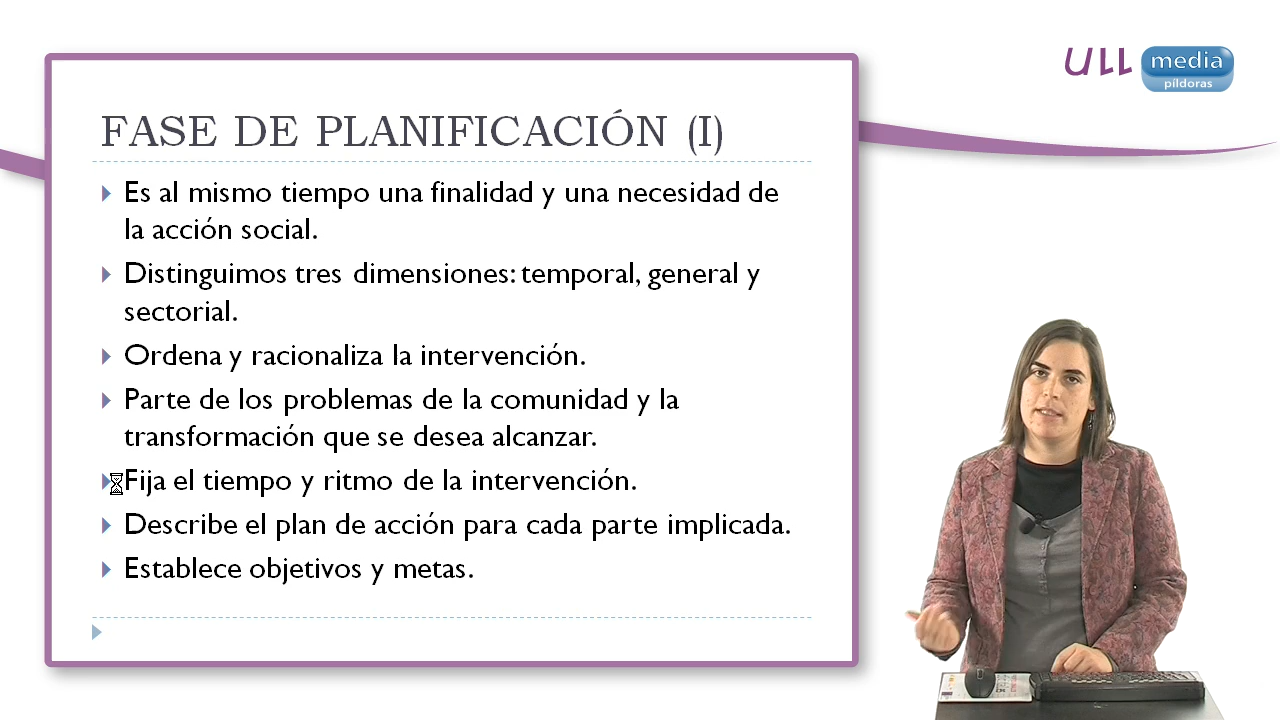 ULL media
píldoras
FASE DE PLANIFICACIÓN (I)
Es al mismo tiempo una finalidad y una necesidad de
la acción social.
Distinguimos tres dimensiones: temporal, general y
sectorial.
Ordena y racionaliza la intervención.
Parte de los problemas de la comunidad y la
transformación que se desea alcanzar.
Fija el tiempo y ritmo de la intervención.
Describe el plan de acción para cada parte implicada.
Establece objetivos y metas.